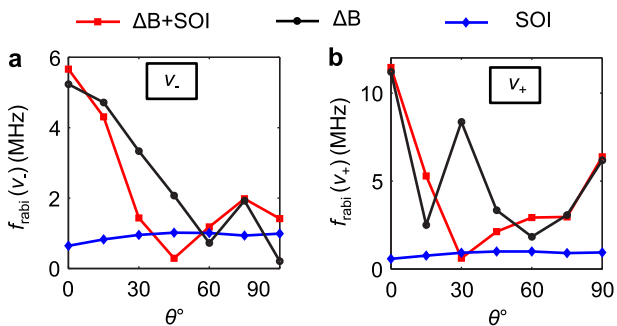 ΔB+SOI ΔB SOI
a
v-
f_rabi (v-) (MHz)
6
4
2
0
0 30 60 90
θ°
b
v+
f_rabi (v+) (MHz)
10
5
0
0 30 60 90
θ°